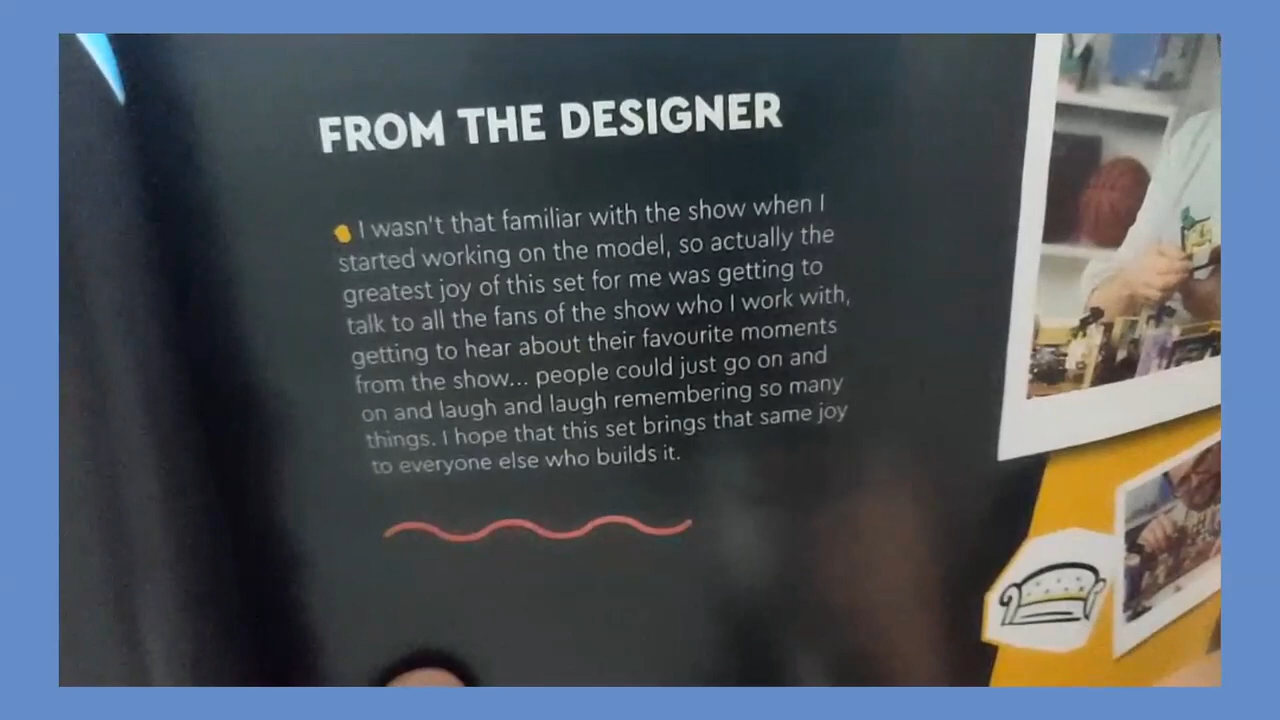 FROM THE DESIGNER
I wasn't that familiar with the show when I
started working on the model, so actually the
greatest joy of this set for me was getting to
talk to all the fans of the show who I work with,
getting to hear about their favourite moments
from the show... people could just go on and
on and laugh and laugh remembering so many
things. I hope that this set brings that same joy
to everyone else who builds it.